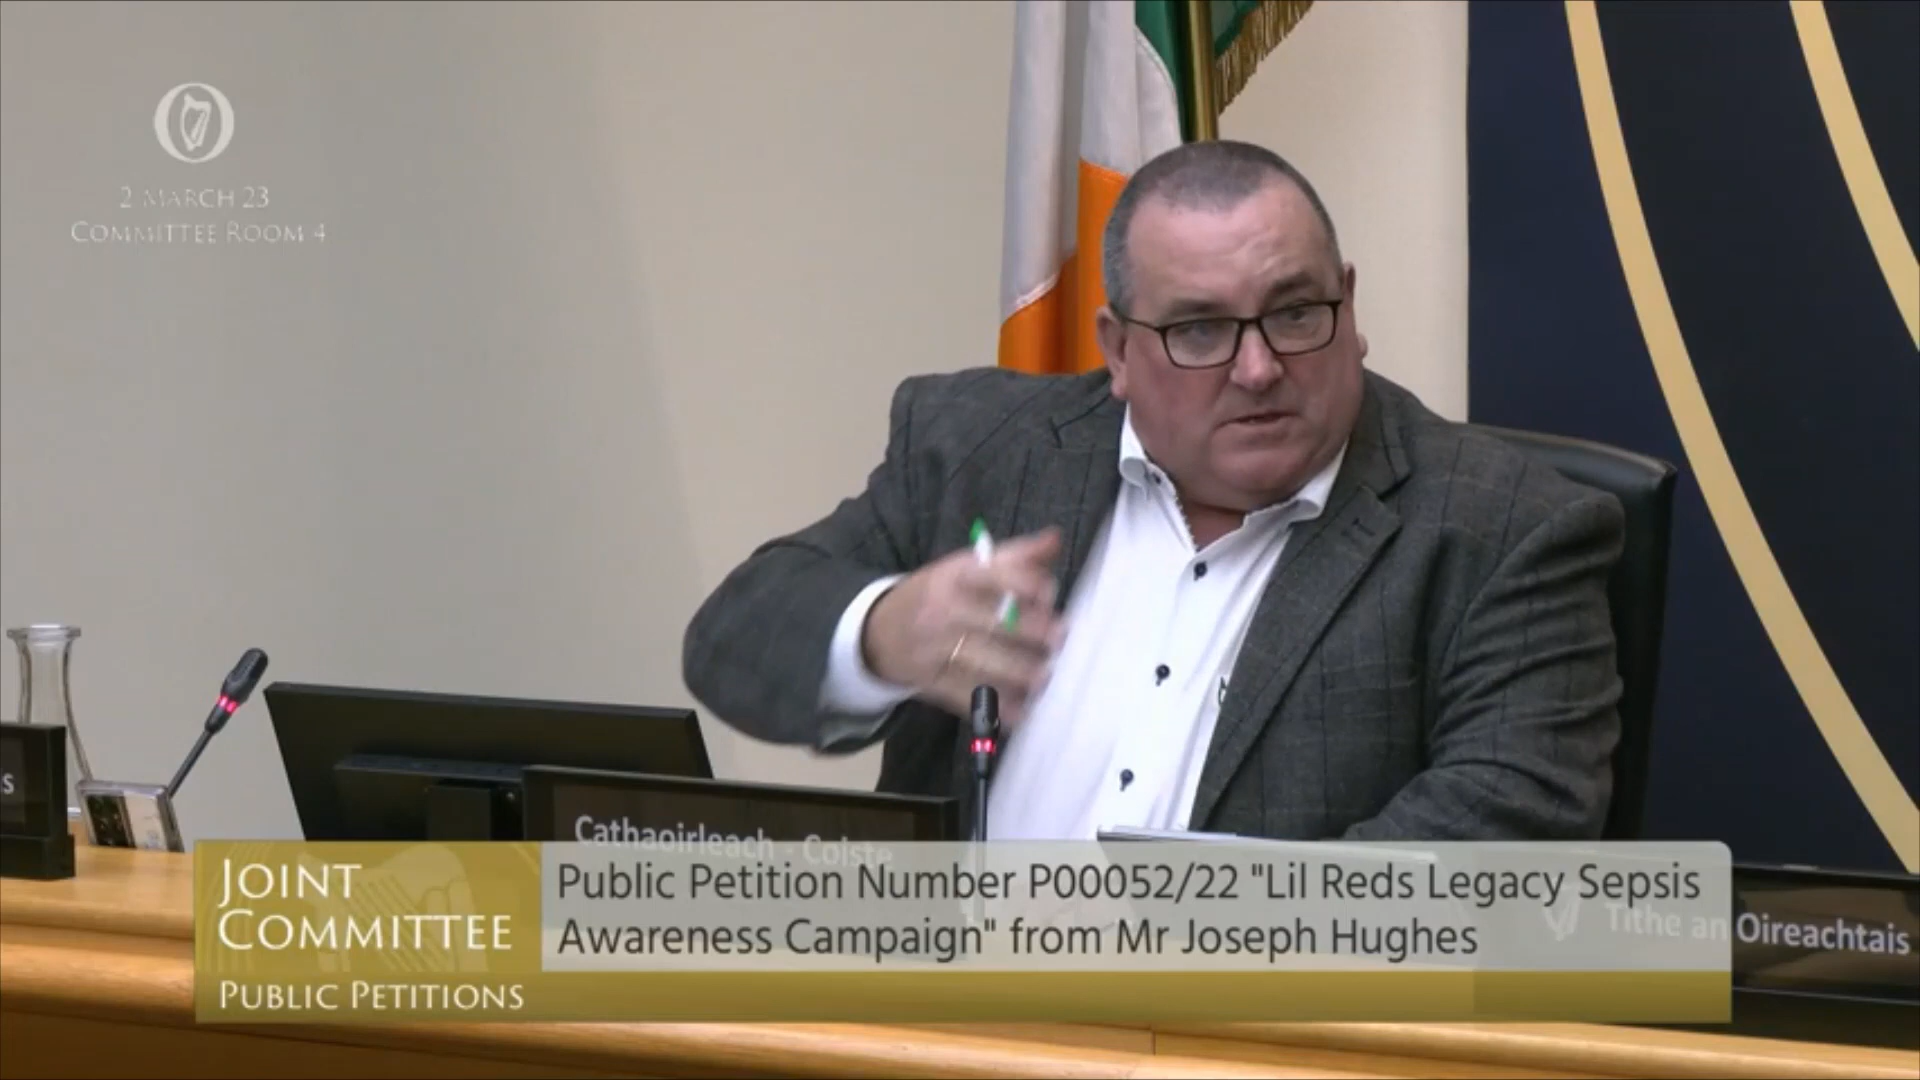 2 MARCH 23
COMMITTEE ROOM 4
s
Cathaoirleach - Coiste
JOINT
COMMITTEE
PUBLIC PETITIONS
Public Petition Number P00052/22 "Lil Reds Legacy Sepsis
Awareness Campaign" from Mr Joseph Hughes
Tithe an Oireachtais